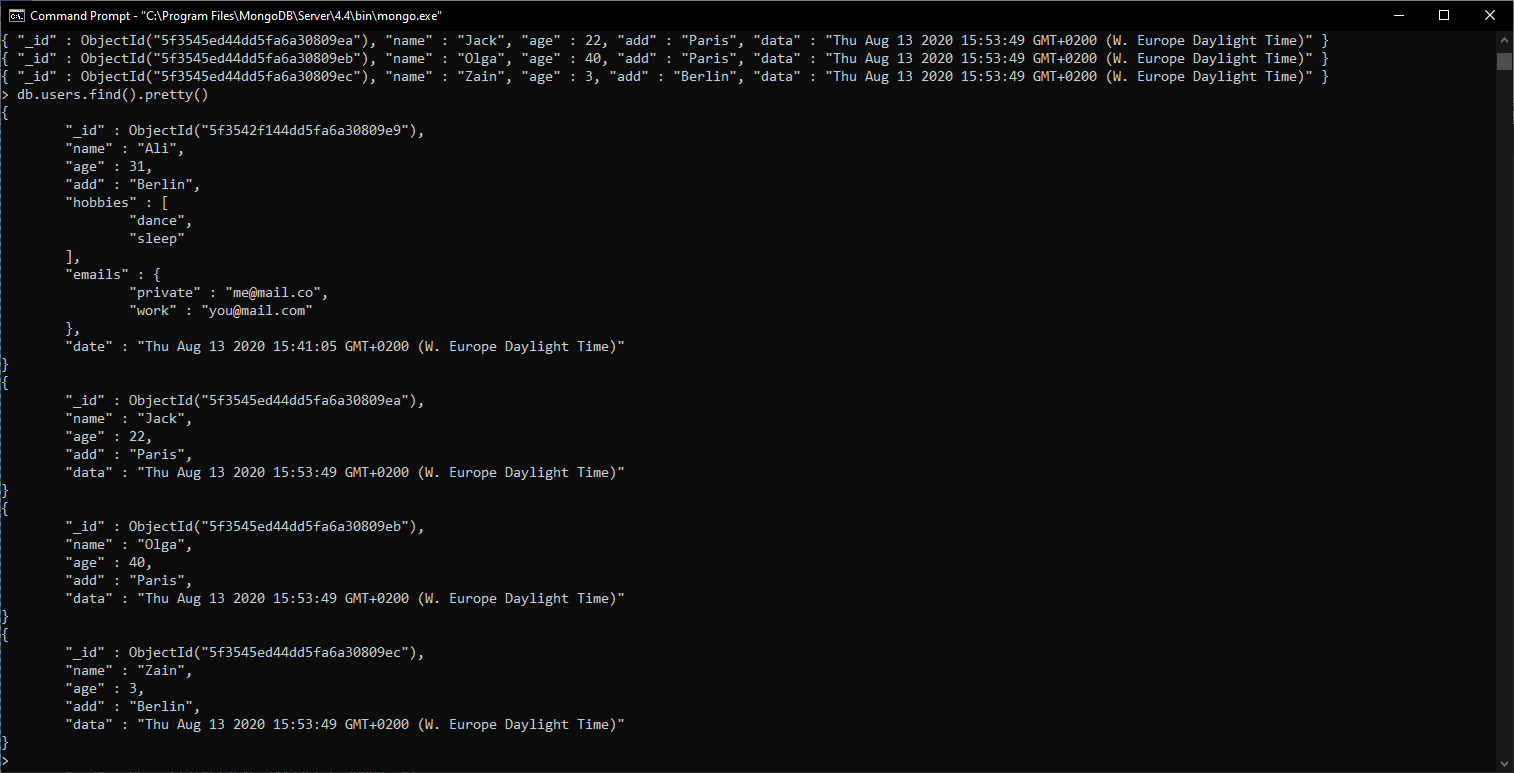 Command Prompt - "C:\Program Files\MongoDB\Server\4.4\bin\mongo.exe"
{ "_id" : ObjectId("5f3545ed44dd5fa6a30809ea"), "name" : "Jack", "age" : 22, "add" : "Paris", "data" : "Thu Aug 13 2020 15:53:49 GMT+0200 (W. Europe Daylight Time)" }
{ "_id" : ObjectId("5f3545ed44dd5fa6a30809eb"), "name" : "Olga", "age" : 40, "add" : "Paris", "data" : "Thu Aug 13 2020 15:53:49 GMT+0200 (W. Europe Daylight Time)" }
{ "_id" : ObjectId("5f3545ed44dd5fa6a30809ec"), "name" : "Zain", "age" : 3, "add" : "Berlin", "data" : "Thu Aug 13 2020 15:53:49 GMT+0200 (W. Europe Daylight Time)" }
> db.users.find().pretty()
{
        "_id" : ObjectId("5f3542f144dd5fa6a30809e9"),
        "name" : "Ali",
        "age" : 31,
        "add" : "Berlin",
        "hobbies" : [
                "dance",
                "sleep"
        ],
        "emails" : {
                "private" : "me@mail.co",
                "work" : "you@mail.com"
        },
        "date" : "Thu Aug 13 2020 15:41:05 GMT+0200 (W. Europe Daylight Time)"
}
{
        "_id" : ObjectId("5f3545ed44dd5fa6a30809ea"),
        "name" : "Jack",
        "age" : 22,
        "add" : "Paris",
        "data" : "Thu Aug 13 2020 15:53:49 GMT+0200 (W. Europe Daylight Time)"
}
{
        "_id" : ObjectId("5f3545ed44dd5fa6a30809eb"),
        "name" : "Olga",
        "age" : 40,
        "add" : "Paris",
        "data" : "Thu Aug 13 2020 15:53:49 GMT+0200 (W. Europe Daylight Time)"
}
{
        "_id" : ObjectId("5f3545ed44dd5fa6a30809ec"),
        "name" : "Zain",
        "age" : 3,
        "add" : "Berlin",
        "data" : "Thu Aug 13 2020 15:53:49 GMT+0200 (W. Europe Daylight Time)"
}
>